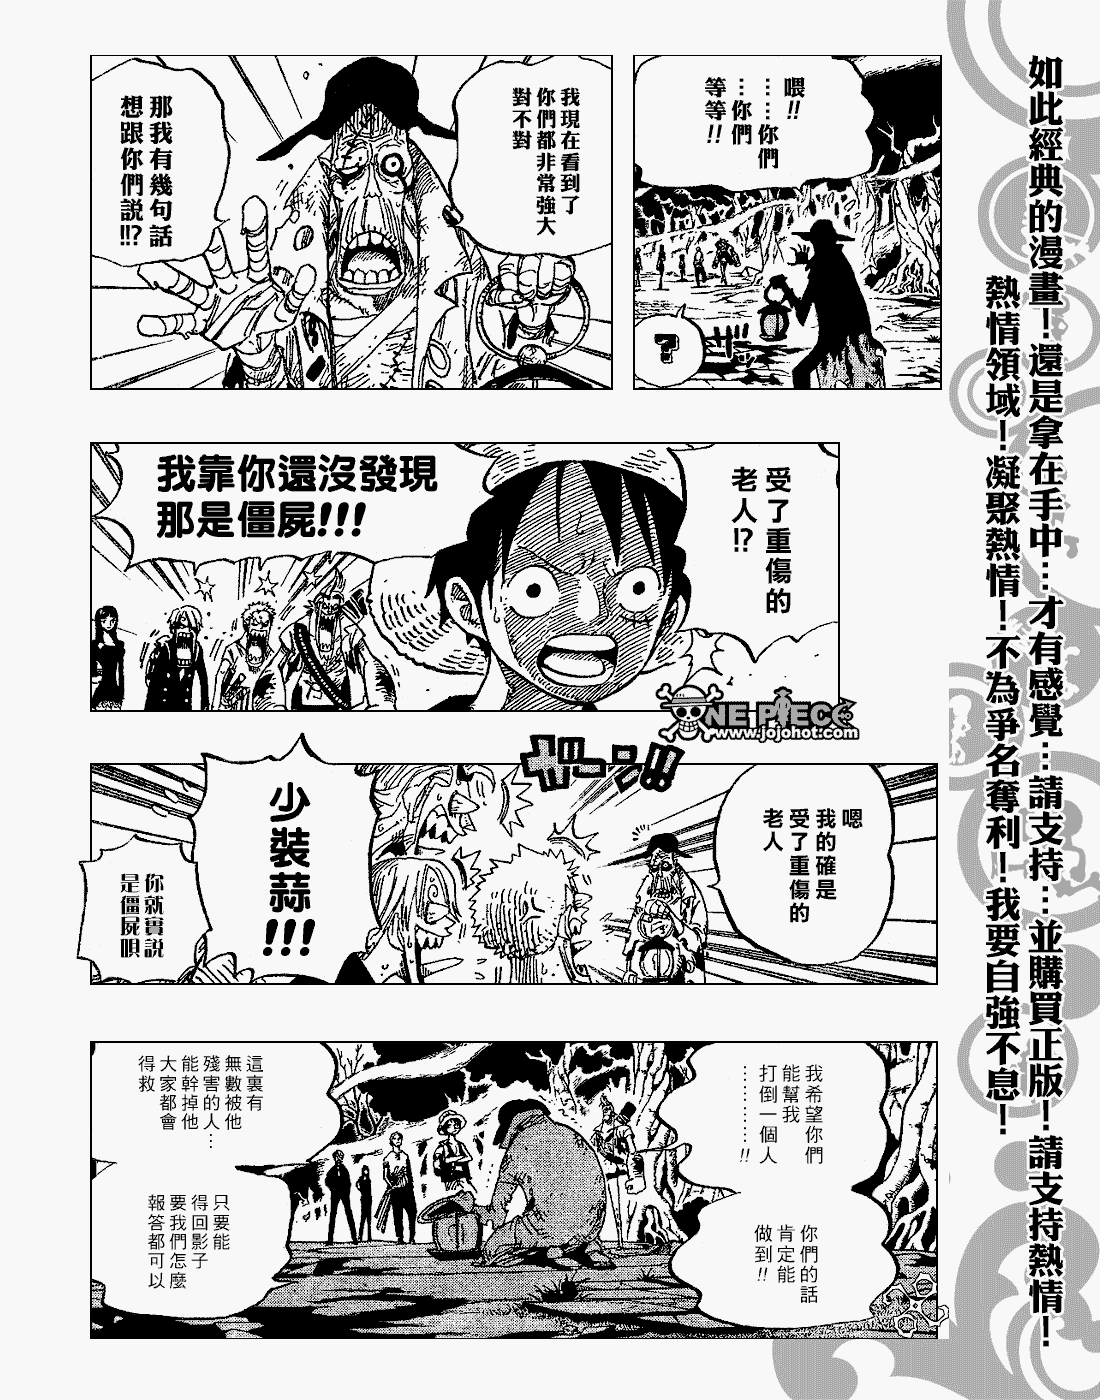 喂!!
……你們
…你們
等等!!
?
我現在看到了
你們都非常強大
對不對
那我有幾句話
想跟你們説!!?
受了重傷的
老人!?
我靠你還沒發現
那是僵屍!!!
ONE PIECE
www.jojohot.com
嗯
我的確是
受了重傷的
老人
ガーン!!
少裝蒜!!!
你就實説
是僵屍唄
我希望你們
能幫我
打倒一個人
…………!!
你們的話
肯定能
做到!!
這裏有
無數被他
殘害的人…
能幹掉他
大家都會
得救
只要能
得回影子
要我們怎麼
報答都可以
如此經典的漫畫！還是拿在手中…才有感覺…請支持…並購買正版！請支持熱情！
熱情領域！凝聚熱情！不為爭名奪利！我要自強不息！